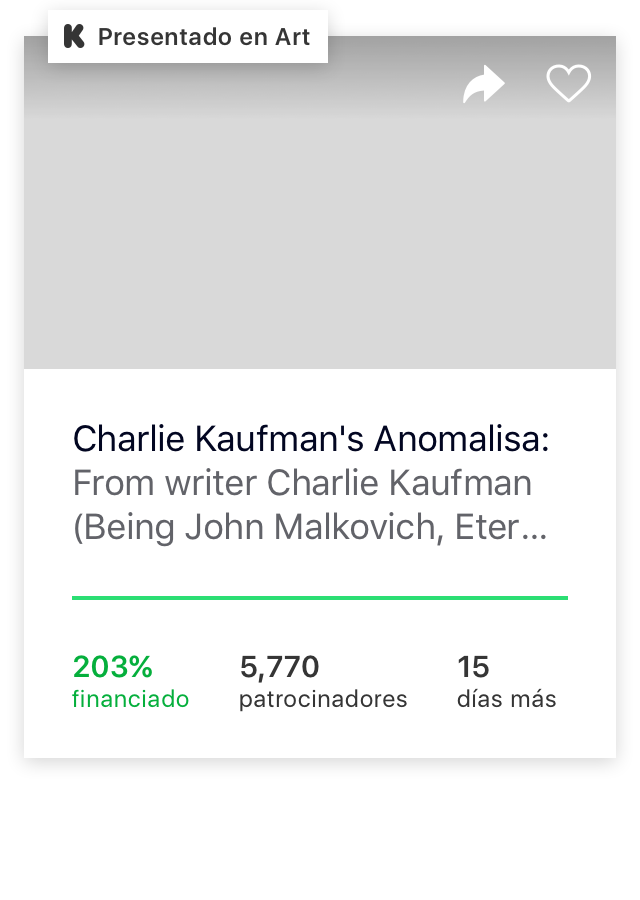 Presentado en Art
Charlie Kaufman's Anomalisa:
From writer Charlie Kaufman
(Being John Malkovich, Eter…
203%
financiado
5,770
patrocinadores
15
días más